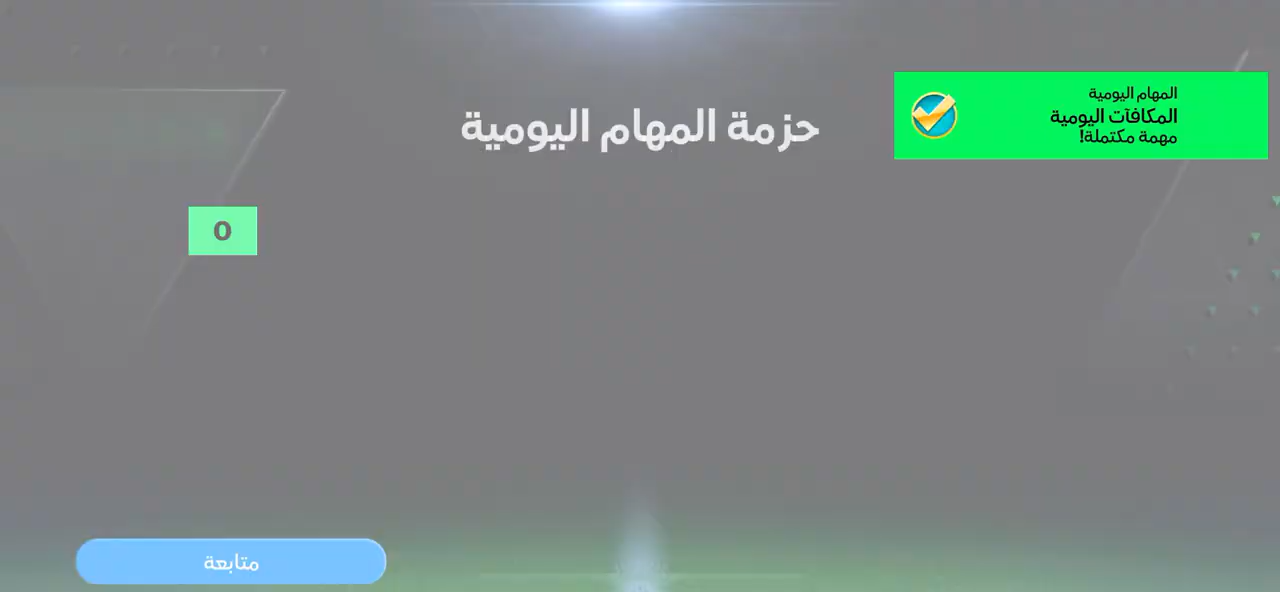 المهام اليومية
المكافآت اليومية
مهمة مكتملة!
حزمة المهام اليومية
0
متابعة